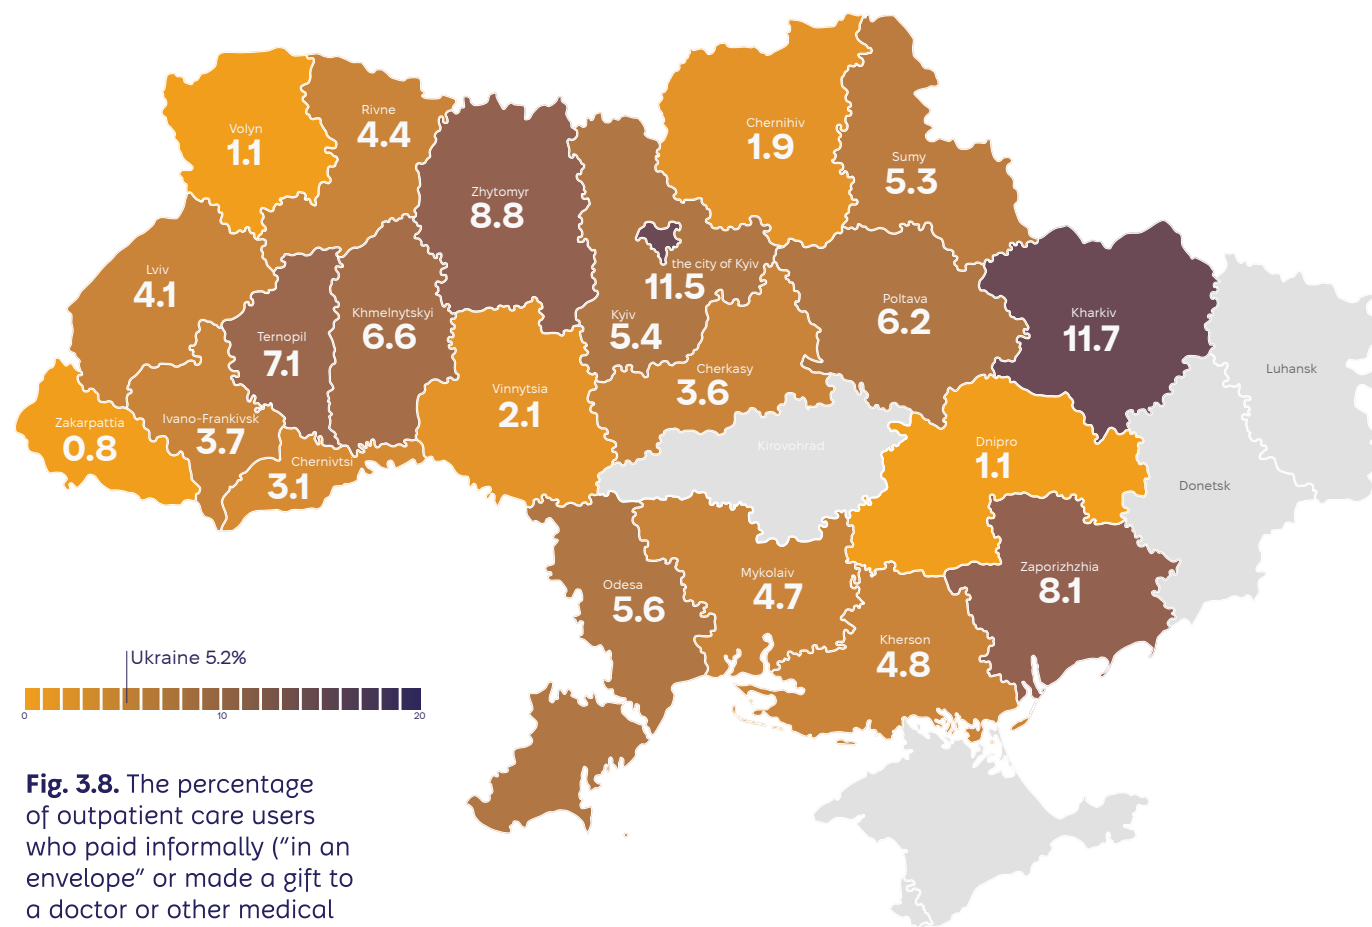 Volyn
1.1
Rivne
4.4
Zhytomyr
8.8
Chernihiv
1.9
Sumy
5.3
Lviv
4.1
Ternopil
7.1
Khmelnytskyi
6.6
the city of Kyiv
11.5
Kyiv
5.4
Poltava
6.2
Kharkiv
11.7
Luhansk
Zakarpattia
0.8
Ivano-Frankivsk
3.7
Chernivtsi
3.1
Vinnytsia
2.1
Cherkasy
3.6
Kirovohrad
Dnipro
1.1
Donetsk
Odesa
5.6
Mykolaiv
4.7
Kherson
4.8
Zaporizhzhia
8.1
Ukraine 5.2%
0 10 20
Fig. 3.8. The percentage
of outpatient care users
who paid informally (“in an
envelope” or made a gift to
a doctor or other medical